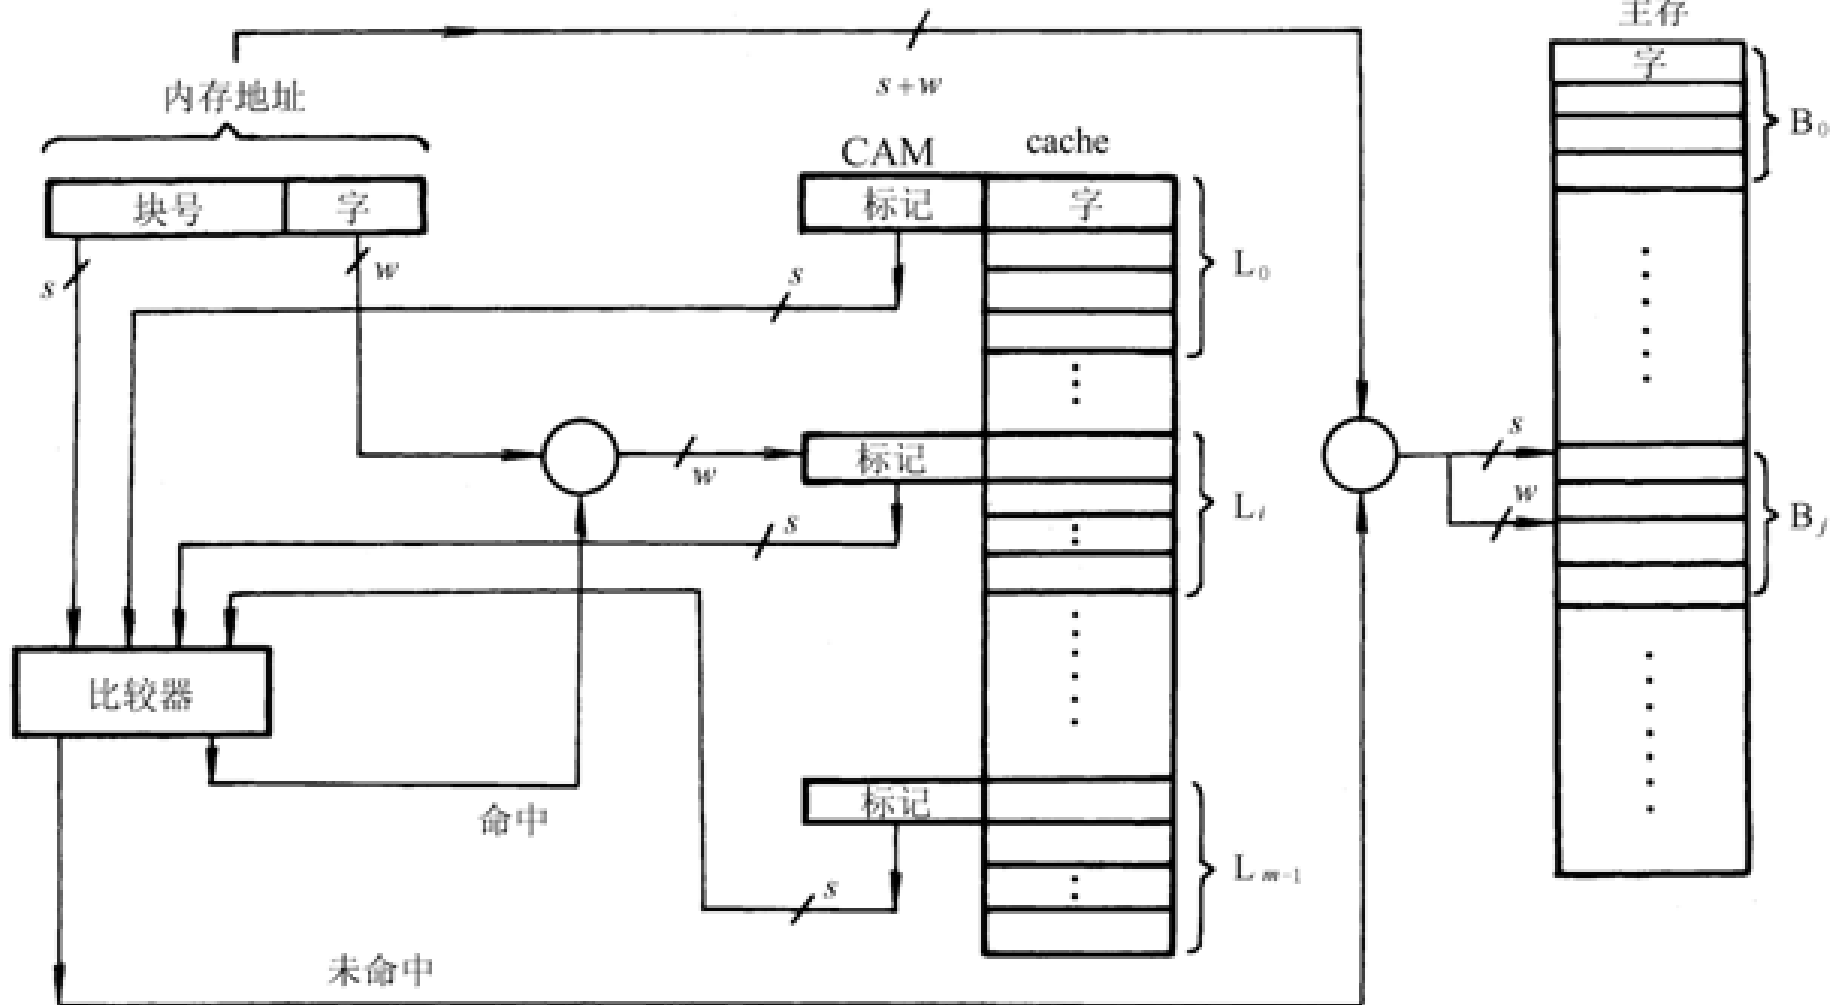 主存
s+w
字
内存地址
B₀
CAM cache
块号 字 标记 字
s w
s
L₀
标记
w
s
w
s
Lᵢ
Bⱼ
比较器
命中
标记
s
Lₘ₋₁
未命中